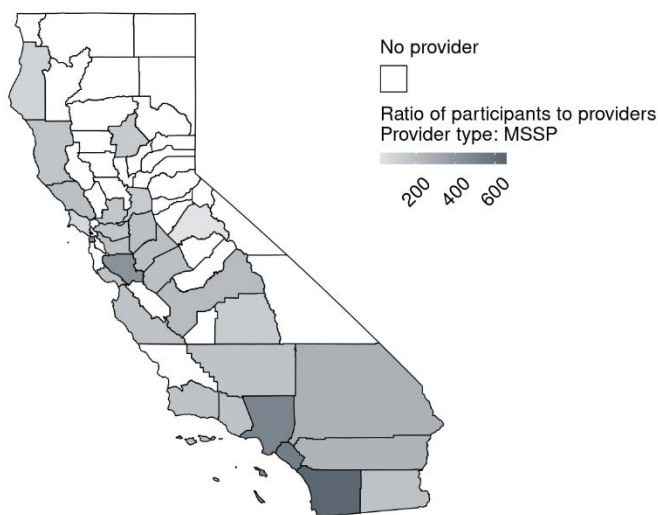 No provider
Ratio of participants to providers
Provider type: MSSP
200
400
600